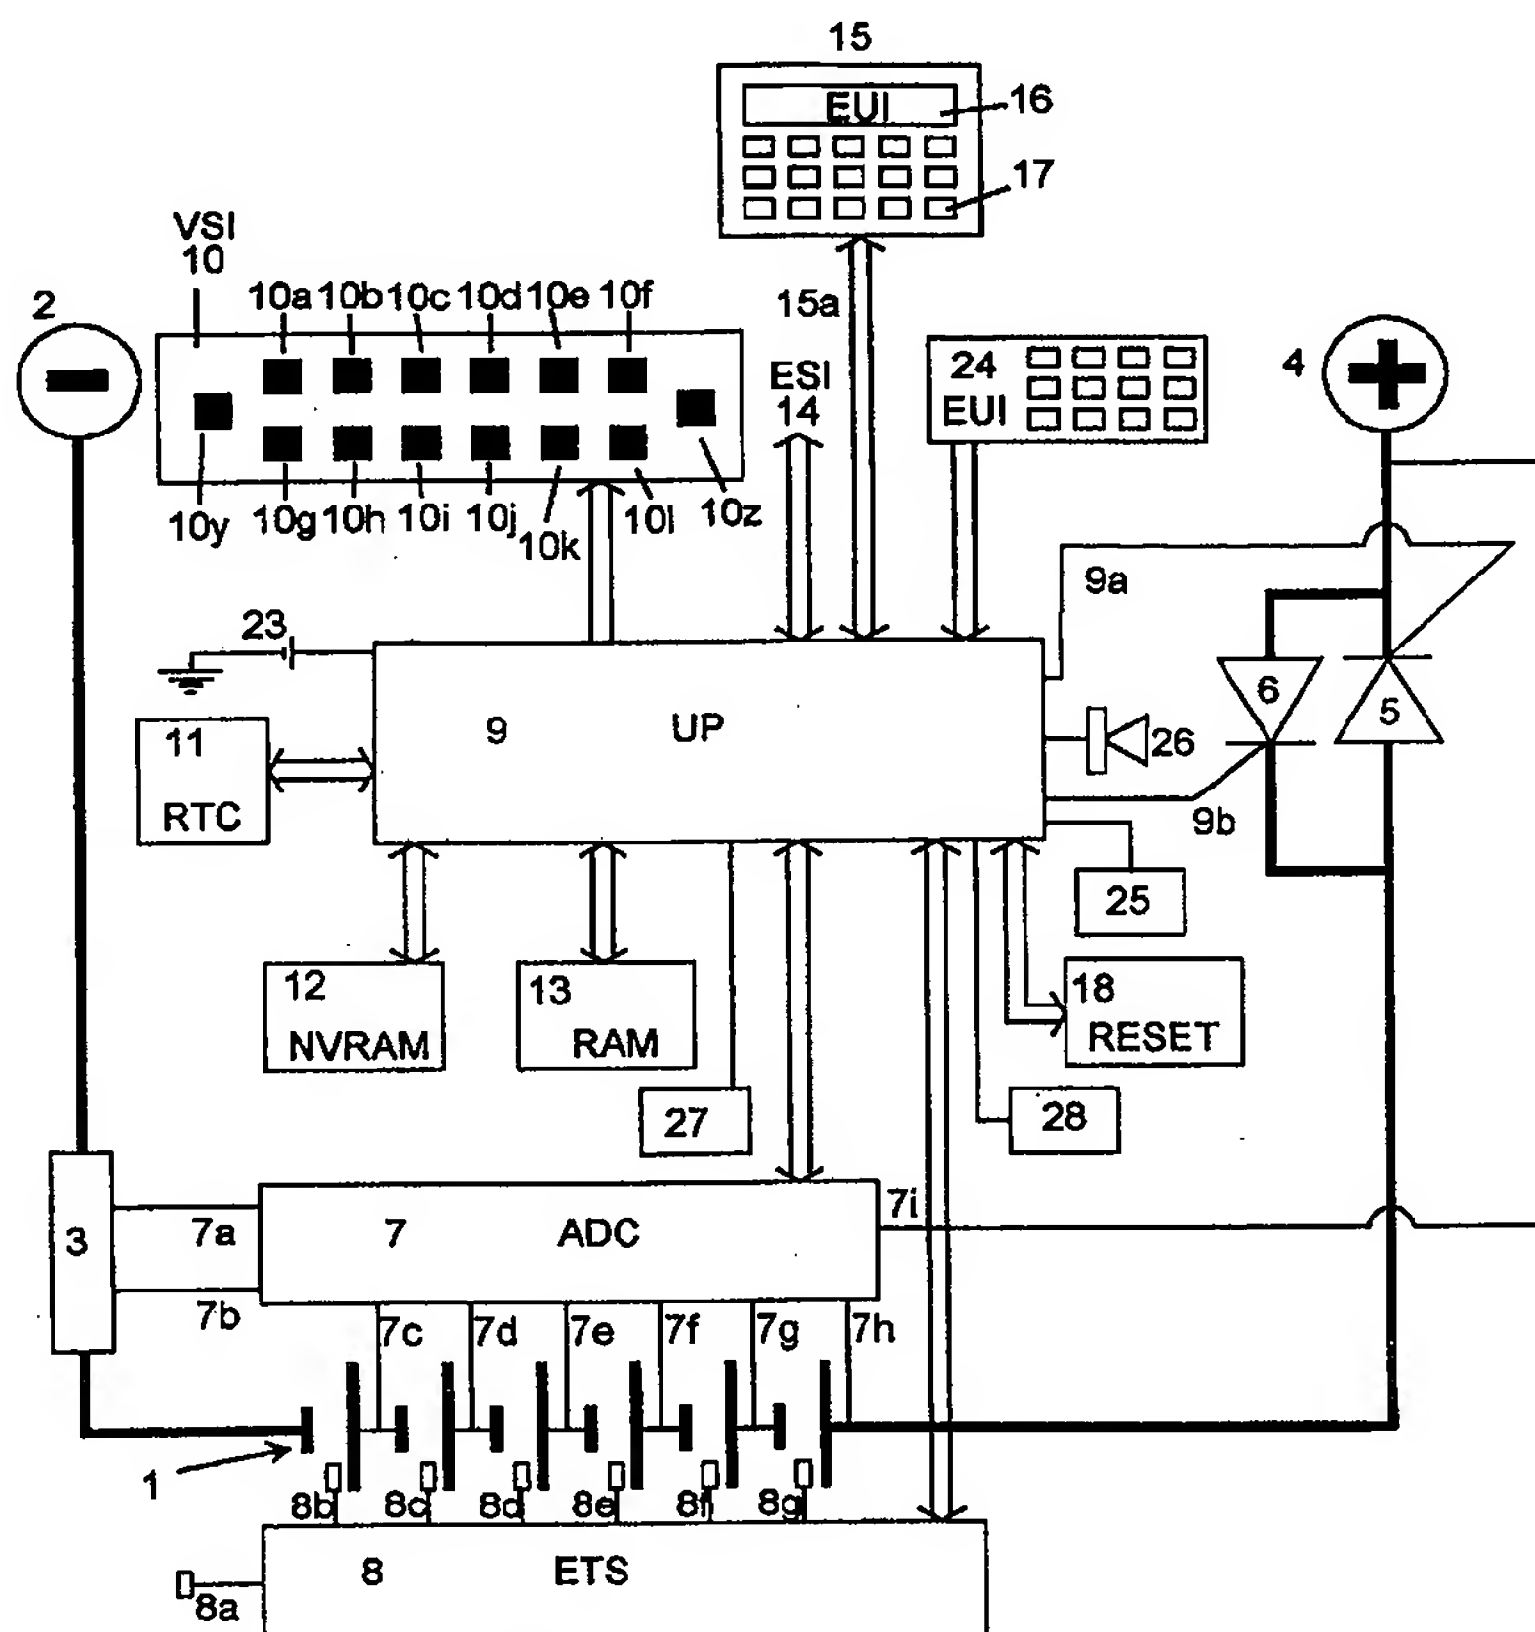 15
EUI
16
17
VSI
10
2
10a 10b 10c 10d 10e 10f
15a
ESI
14
24
EUI
4
10y 10g 10h 10i 10j 10k 10l 10z
9a
23
6
5
9 UP
11
RTC
26
9b
25
12
NVRAM
13
RAM
18
RESET
27
28
3
7a
7 ADC
7i
7b
7c 7d 7e 7f 7g 7h
1
8b 8c 8d 8e 8f 8g
8 ETS
8a